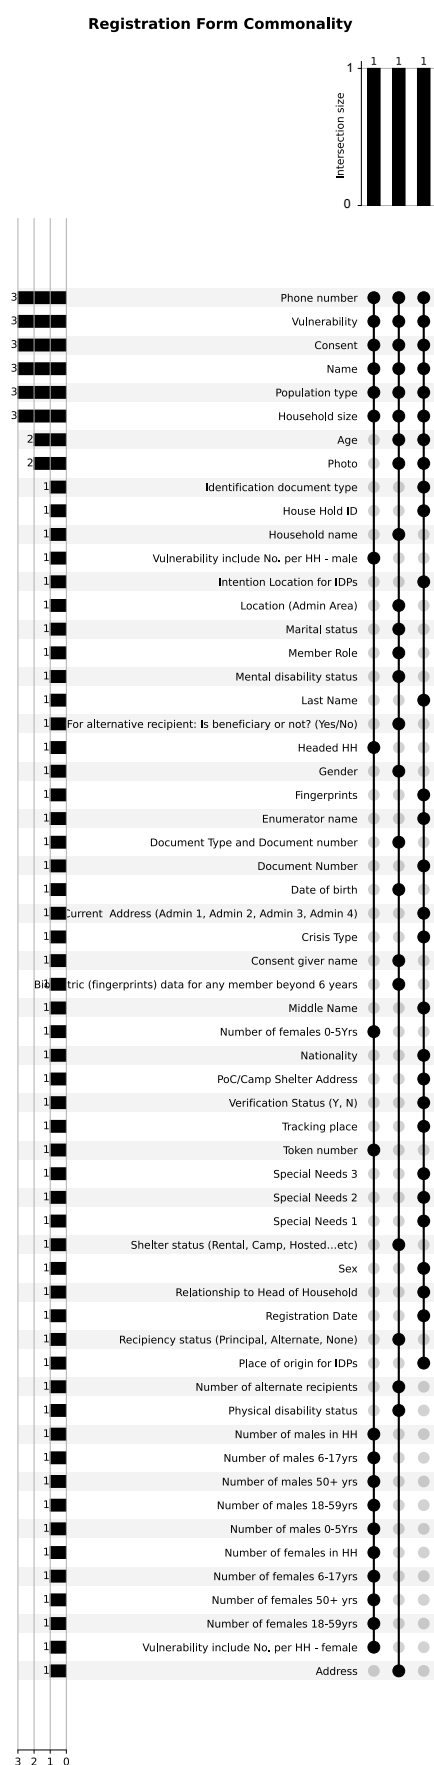 Registration Form Commonality
1 1 1
1
Intersection size
0
3 Phone number
3 Vulnerability
3 Consent
3 Name
3 Population type
3 Household size
2 Age
2 Photo
1 Identification document type
1 House Hold ID
1 Household name
1 Vulnerability include No. per HH - male
1 Intention Location for IDPs
1 Location (Admin Area)
1 Marital status
1 Member Role
1 Mental disability status
1 Last Name
1 For alternative recipient: Is beneficiary or not? (Yes/No)
1 Headed HH
1 Gender
1 Fingerprints
1 Enumerator name
1 Document Type and Document number
1 Document Number
1 Date of birth
1 Current  Address (Admin 1, Admin 2, Admin 3, Admin 4)
1 Crisis Type
1 Consent giver name
1 (fingerprints) data for any member beyond 6 years
1 Middle Name
1 Number of females 0-5Yrs
1 Nationality
1 PoC/Camp Shelter Address
1 Verification Status (Y, N)
1 Tracking place
1 Token number
1 Special Needs 3
1 Special Needs 2
1 Special Needs 1
1 Shelter status (Rental, Camp, Hosted...etc)
1 Sex
1 Relationship to Head of Household
1 Registration Date
1 Recipiency status (Principal, Alternate, None)
1 Place of origin for IDPs
1 Number of alternate recipients
1 Physical disability status
1 Number of males in HH
1 Number of males 6-17yrs
1 Number of males 50+ yrs
1 Number of males 18-59yrs
1 Number of males 0-5Yrs
1 Number of females in HH
1 Number of females 6-17yrs
1 Number of females 50+ yrs
1 Number of females 18-59yrs
1 Vulnerability include No. per HH - female
1 Address
3 2 1 0